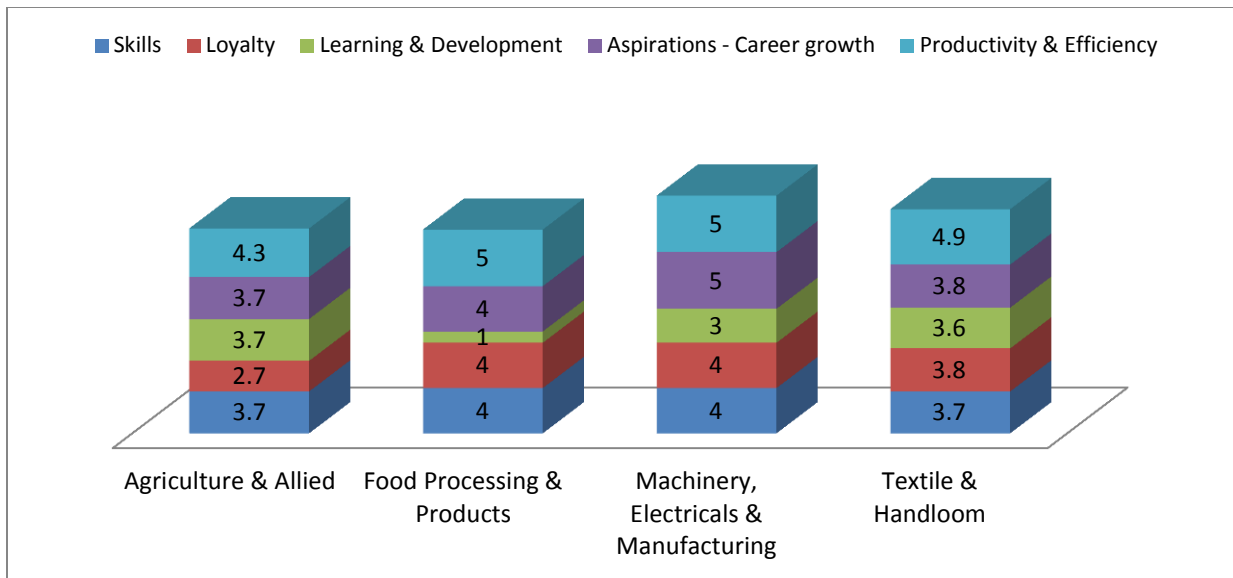 Skills Loyalty Learning & Development Aspirations - Career growth Productivity & Efficiency
4.3 5 5 4.9
3.7 4 5 3.8
3.7 1 3 3.6
2.7 4 4 3.8
3.7 4 4 3.7
Agriculture & Allied Food Processing & Machinery, Textile &
Products Electricals & Handloom
Manufacturing